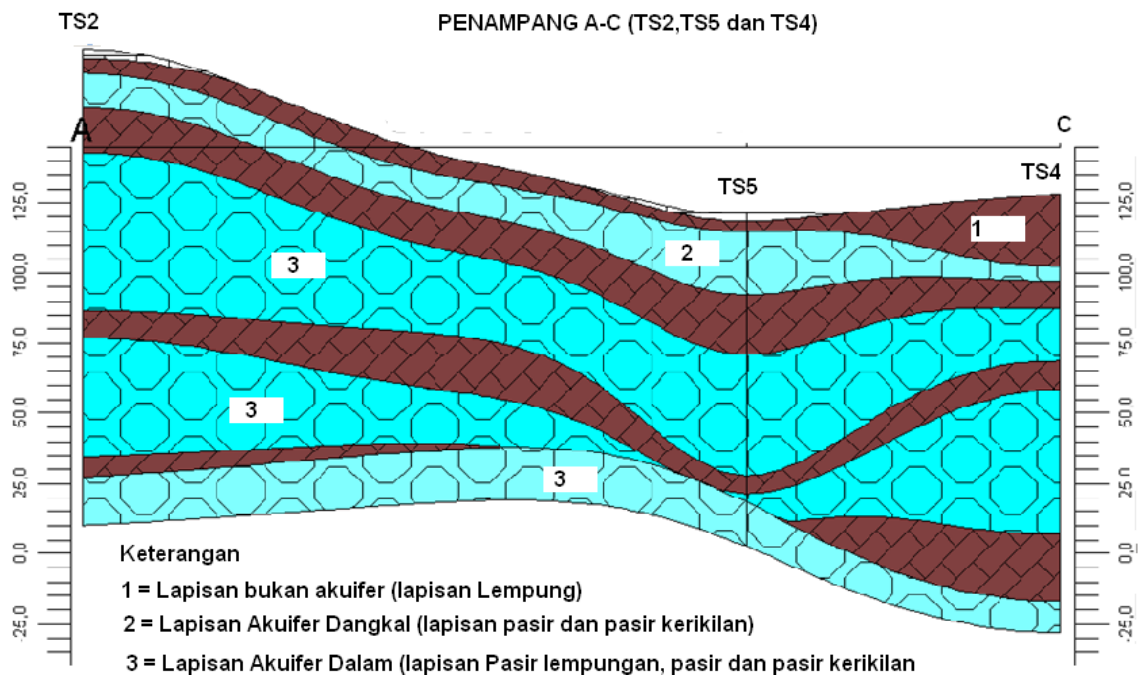 TS2
PENAMPANG A-C (TS2,TS5 dan TS4)
A
C
TS5
TS4
125,0
100,0
75,0
50,0
25,0
0,0
-25,0
125,0
100,0
75,0
50,0
25,0
0,0
-25,0
1
2
3
3
3
Keterangan
1 = Lapisan bukan akuifer (lapisan Lempung)
2 = Lapisan Akuifer Dangkal (lapisan pasir dan pasir kerikilan)
3 = Lapisan Akuifer Dalam (lapisan Pasir lempungan, pasir dan pasir kerikilan